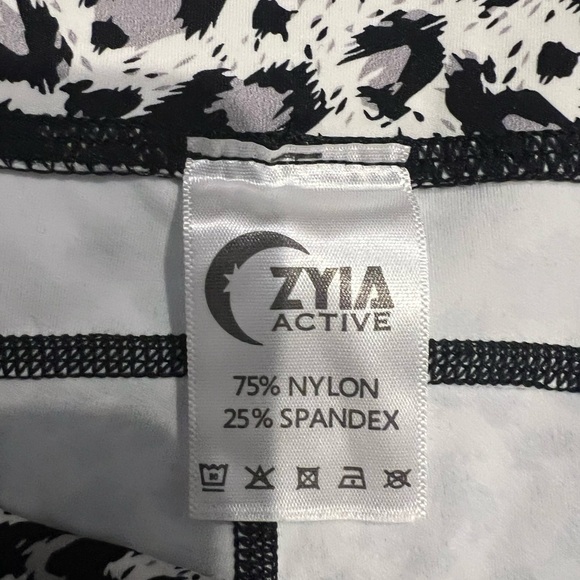 ZYIA
ACTIVE
75% NYLON
25% SPANDEX